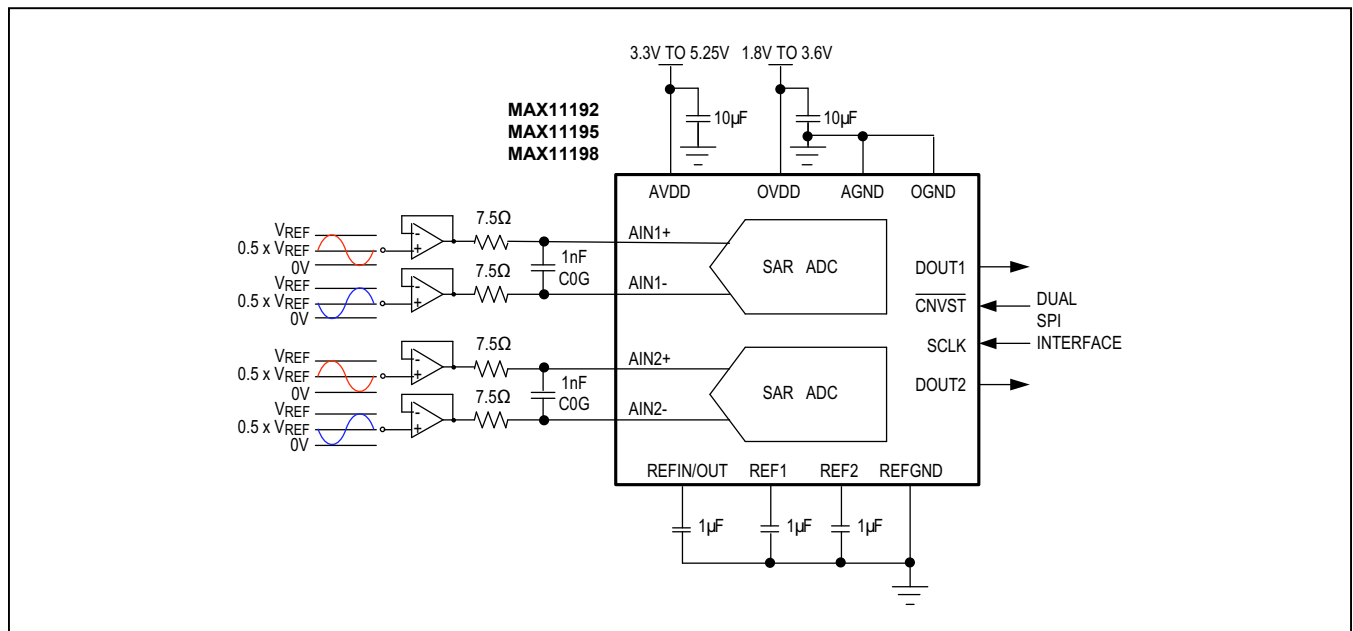 3.3V TO 5.25V
1.8V TO 3.6V
MAX11192
MAX11195
MAX11198
10µF
10µF
AVDD
OVDD
AGND
OGND
VREF
0.5 x VREF
0V
- +
7.5Ω
1nF
C0G
AIN1+
SAR ADC
VREF
0.5 x VREF
0V
- +
7.5Ω
AIN1-
VREF
0.5 x VREF
0V
- +
7.5Ω
1nF
C0G
AIN2+
SAR ADC
VREF
0.5 x VREF
0V
- +
7.5Ω
AIN2-
DOUT1
CNVST
SCLK
DOUT2
DUAL
SPI
INTERFACE
REFIN/OUT
REF1
REF2
REFGND
1µF
1µF
1µF